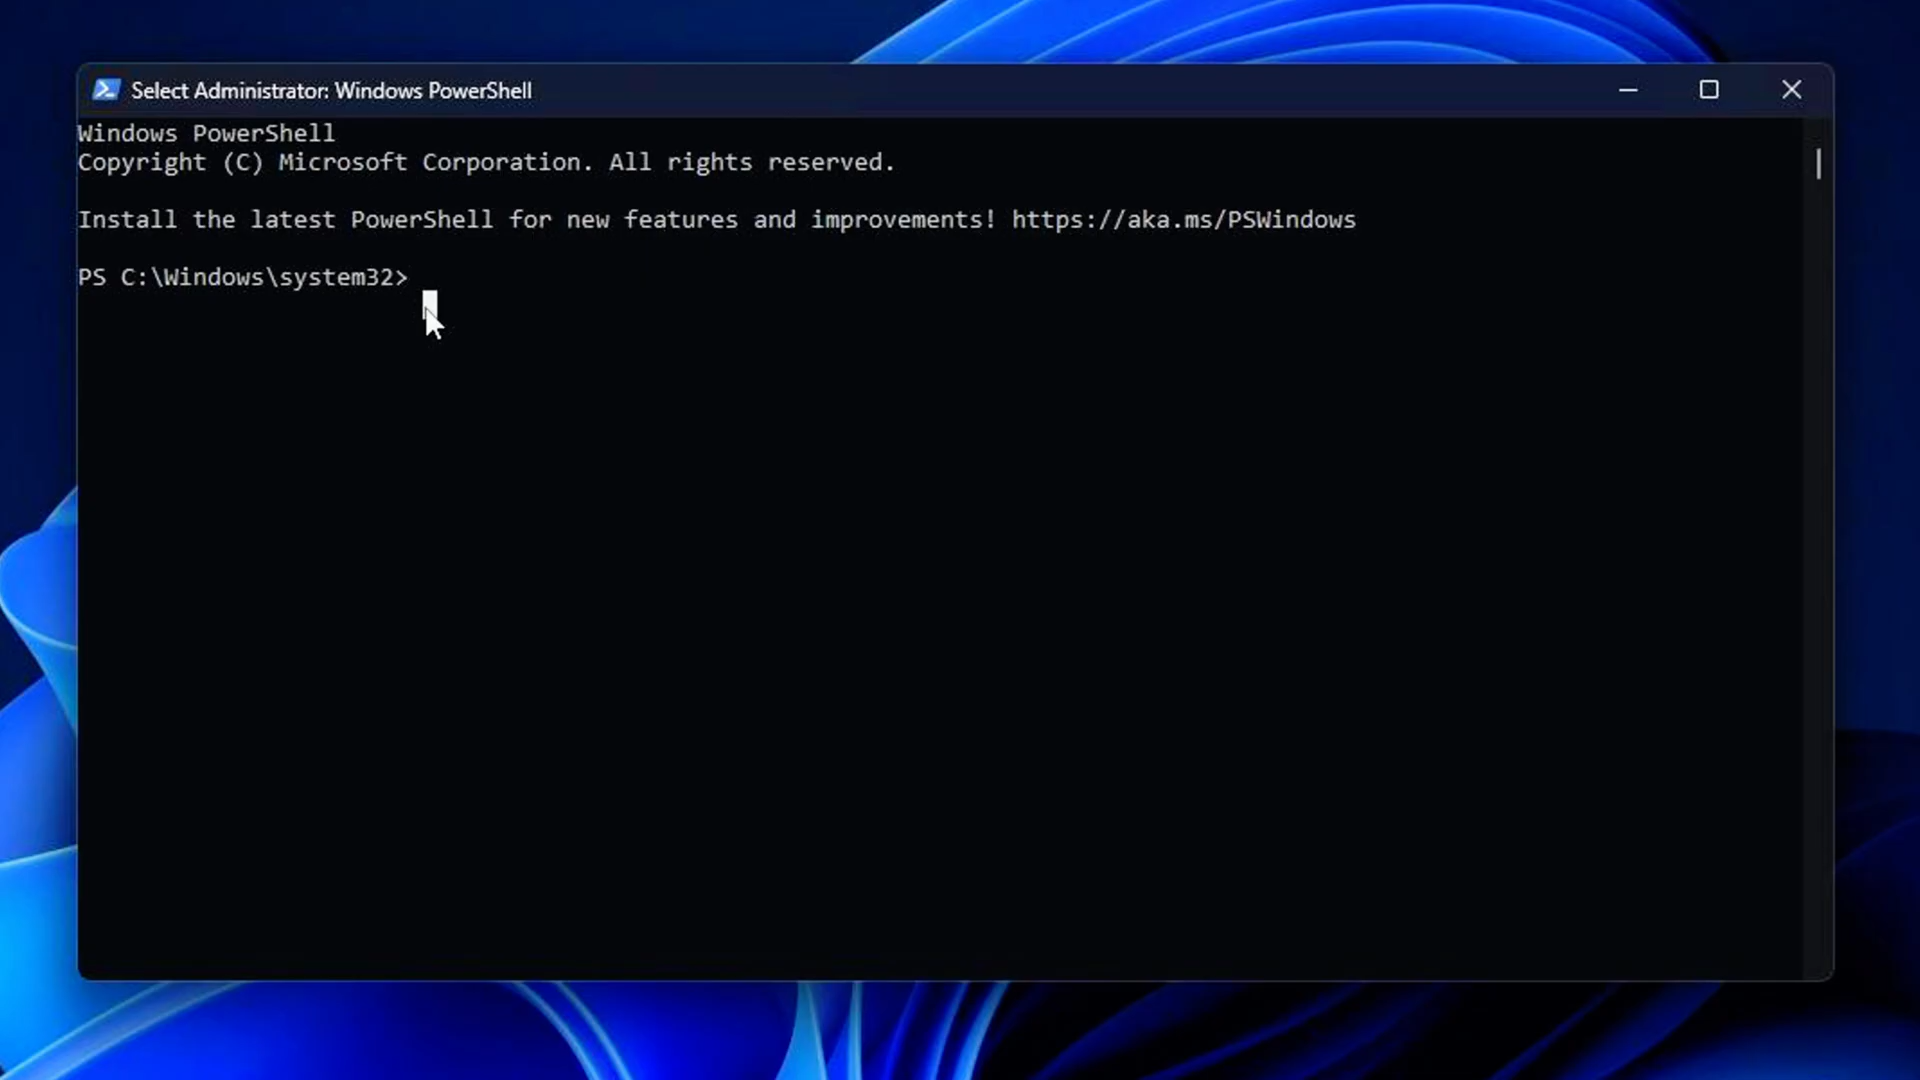 Select Administrator: Windows PowerShell
Windows PowerShell
Copyright (C) Microsoft Corporation. All rights reserved.
Install the latest PowerShell for new features and improvements! https://aka.ms/PSWindows
PS C:\Windows\system32>